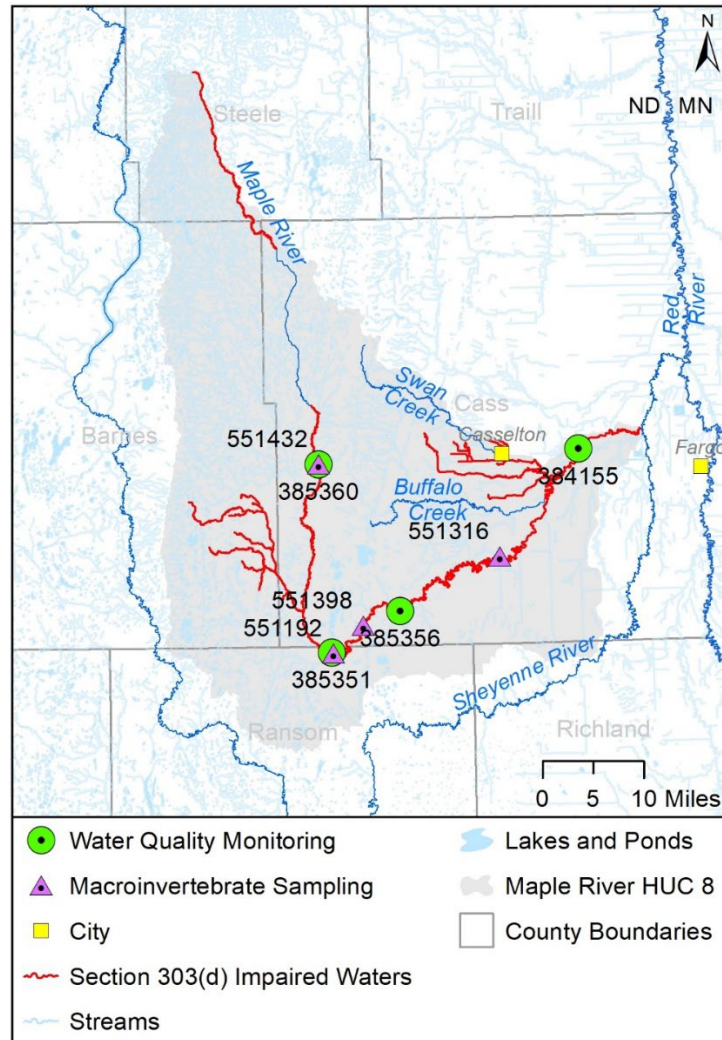 N
Steele
Traill
ND MN
Maple River
Red River
Swan Creek
Cass
Casselton
Barnes
551432
385360
384155
Fargo
Buffalo Creek
551316
551398
551192
385356
385351
Sheyenne River
Ransom
Richland
0 5 10 Miles
Water Quality Monitoring
Macroinvertebrate Sampling
City
Section 303(d) Impaired Waters
Streams
Lakes and Ponds
Maple River HUC 8
County Boundaries